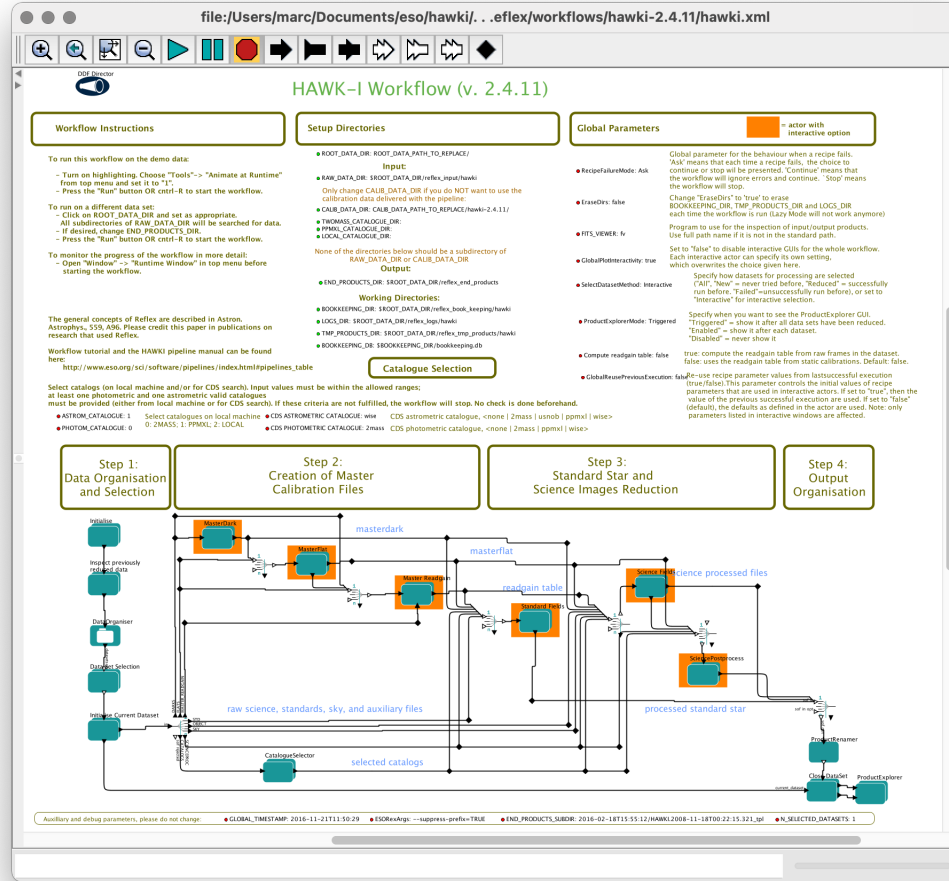 file:/Users/marc/Documents/eso/hawki/. . .eflex/workflows/hawki-2.4.11/hawki.xml
DDF Director
HAWK-I Workflow (v. 2.4.11)
Workflow Instructions
To run this workflow on the demo data:
– Turn on highlighting. Choose "Tools"-> "Animate at Runtime"
from top menu and set it to "1".
– Press the "Run" button OR cntrl-R to start the workflow.
To run on a different data set:
– Click on ROOT_DATA_DIR and set as appropriate.
All subdirectories of RAW_DATA_DIR will be searched for data.
– If desired, change END_PRODUCTS_DIR.
– Press the "Run" button OR cntrl-R to start the workflow.
To monitor the progress of the workflow in more detail:
– Open "Window" -> "Runtime Window" in top menu before
starting the workflow.
The general concepts of Reflex are described in Astron.
Astrophys., 559, A96. Please credit this paper in publications on
research that used Reflex.
Workflow tutorial and the HAWKI pipeline manual can be found
here:
http://www.eso.org/sci/software/pipelines/index.html#pipelines_table
Setup Directories
ROOT_DATA_DIR: ROOT_DATA_PATH_TO_REPLACE/
Input:
RAW_DATA_DIR: $ROOT_DATA_DIR/reflex_input/hawki
Only change CALIB_DATA_DIR if you do NOT want to use the
calibration data delivered with the pipeline:
CALIB_DATA_DIR: CALIB_DATA_PATH_TO_REPLACE/hawki-2.4.11/
TWOMASS_CATALOGUE_DIR:
PPMXL_CATALOGUE_DIR:
LOCAL_CATALOGUE_DIR:
None of the directories below should be a subdirectory of
RAW_DATA_DIR or CALIB_DATA_DIR
Output:
END_PRODUCTS_DIR: $ROOT_DATA_DIR/reflex_end_products
Working Directories:
BOOKKEEPING_DIR: $ROOT_DATA_DIR/reflex_book_keeping/hawki
LOGS_DIR: $ROOT_DATA_DIR/reflex_logs/hawki
TMP_PRODUCTS_DIR: $ROOT_DATA_DIR/reflex_tmp_products/hawki
BOOKKEEPING_DB: $BOOKKEEPING_DIR/bookkeeping.db
Global Parameters
= actor with
interactive option
RecipeFailureMode: Ask
Global parameter for the behaviour when a recipe fails.
'Ask' means that each time a recipe fails, the choice to
continue or stop wil be presented. 'Continue' means that
the workflow will ignore errors and continue. `Stop' means
the workflow will stop.
EraseDirs: false
Change "EraseDirs" to 'true' to erase
BOOKKEEPING_DIR, TMP_PRODUCTS_DIR and LOGS_DIR
each time the workflow is run (Lazy Mode will not work anymore)
FITS_VIEWER: fv
Program to use for the inspection of input/output products.
Use full path name if it is not in the standard path.
GlobalPlotInteractivity: true
Set to "false" to disable interactive GUIs for the whole workflow.
Each interactive actor can specify its own setting,
which overwrites the choice given here.
SelectDatasetMethod: Interactive
Specify how datasets for processing are selected
("All", "New" = never tried before, "Reduced" = successfully
run before. "Failed"=unsuccessfully run before), or set to
"Interactive" for interactive selection.
ProductExplorerMode: Triggered
Specify when you want to see the ProductExplorer GUI.
"Triggered" = show it after all data sets have been reduced.
"Enabled" = show it after each dataset.
"Disabled" = never show it
Compute readgain table: false
true: compute the readgain table from raw frames in the dataset.
false: uses the readgain table from static calibrations. Default: false.
GlobalReusePreviousExecution: false
Re-use recipe parameter values from lastsuccessful execution
(true/false).This parameter controls the initial values of recipe
parameters that are used in interactive actors. If set to "true", then the
value of the previous successful execution are used. If set to "false"
(default), the defaults as defined in the actor are used. Note: only
parameters listed in interactive windows are affected.
Catalogue Selection
Select catalogs (on local machine and/or for CDS search). Input values must be within the allowed ranges;
at least one photometric and one astrometric valid catalogues
must be provided (either from local machine or for CDS search). If these criteria are not fulfilled, the workflow will stop. No check is done beforehand.
ASTROM_CATALOGUE: 1
PHOTOM_CATALOGUE: 0
Select catalogues on local machine
0: 2MASS; 1: PPMXL; 2: LOCAL
CDS ASTROMETRIC CATALOGUE: wise
CDS astrometric catalogue, <none | 2mass | usnob | ppmxl | wise>
CDS PHOTOMETRIC CATALOGUE: 2mass
CDS photometric catalogue, <none | 2mass | ppmxl | wise>
Step 1:
Data Organisation
and Selection
Step 2:
Creation of Master
Calibration Files
Step 3:
Standard Star and
Science Images Reduction
Step 4:
Output
Organisation
Initialise
Inspect previously
reduced data
DataOrganiser
Dataset Selection
Initialise Current Dataset
MasterDark
masterdark
MasterFlat
masterflat
Master Readgain
readgain table
Standard Fields
Science Fields
science processed files
SciencePostprocess
raw science, standards, sky, and auxiliary files
processed standard star
CatalogueSelector
selected catalogs
ProductRenamer
Close DataSet
ProductExplorer
Auxilliary and debug parameters, please do not change:
GLOBAL_TIMESTAMP: 2016-11-21T11:50:29
ESORexArgs: --suppress-prefix=TRUE
END_PRODUCTS_SUBDIR: 2016-02-18T15:55:12/HAWKI.2008-11-18T00:22:15.321_tpl
N_SELECTED_DATASETS: 1